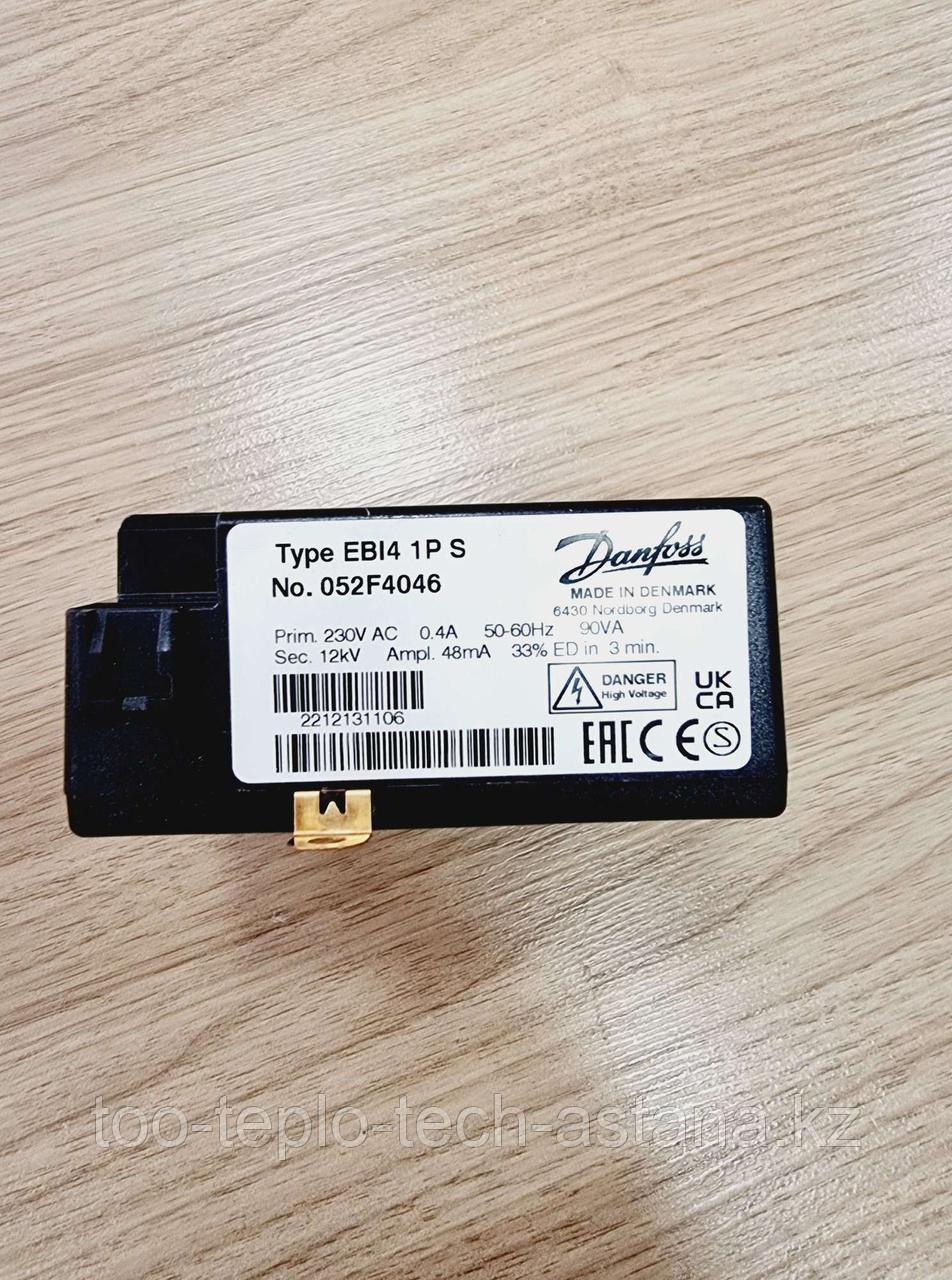 Type EBI4 1P S
No. 052F4046
Danfoss
MADE IN DENMARK
6430 Nordborg Denmark
Prim. 230V AC 0.4A 50-60Hz 90VA
Sec. 12kV Ampl. 48mA 33% ED in 3 min.
DANGER
High Voltage
UK
CA
2212131106
EAC CE S
too-teplo-tech-astana.kz